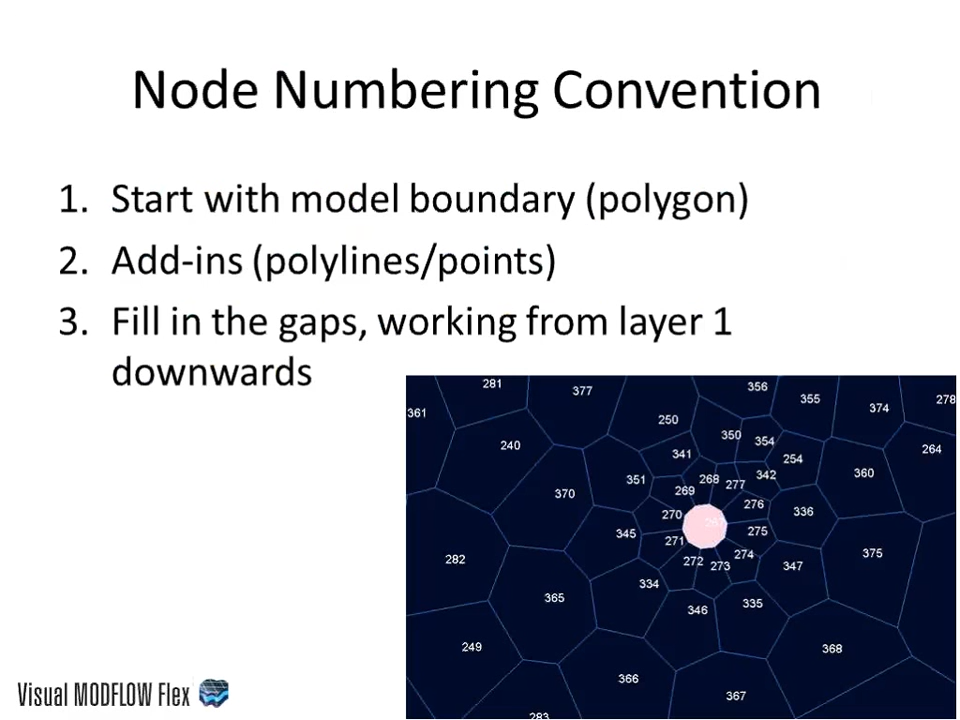 Node Numbering Convention
1. Start with model boundary (polygon)
2. Add-ins (polylines/points)
3. Fill in the gaps, working from layer 1
downwards
281 377 356 355 374 278
361 250 350 354 264
240 341 254
351 269 268 277 342 360
370 270 276 336
345 271 275
282 272 273 274 347 375
365 334 346 335
249 368
366 367
283
Visual MODFLOW Flex